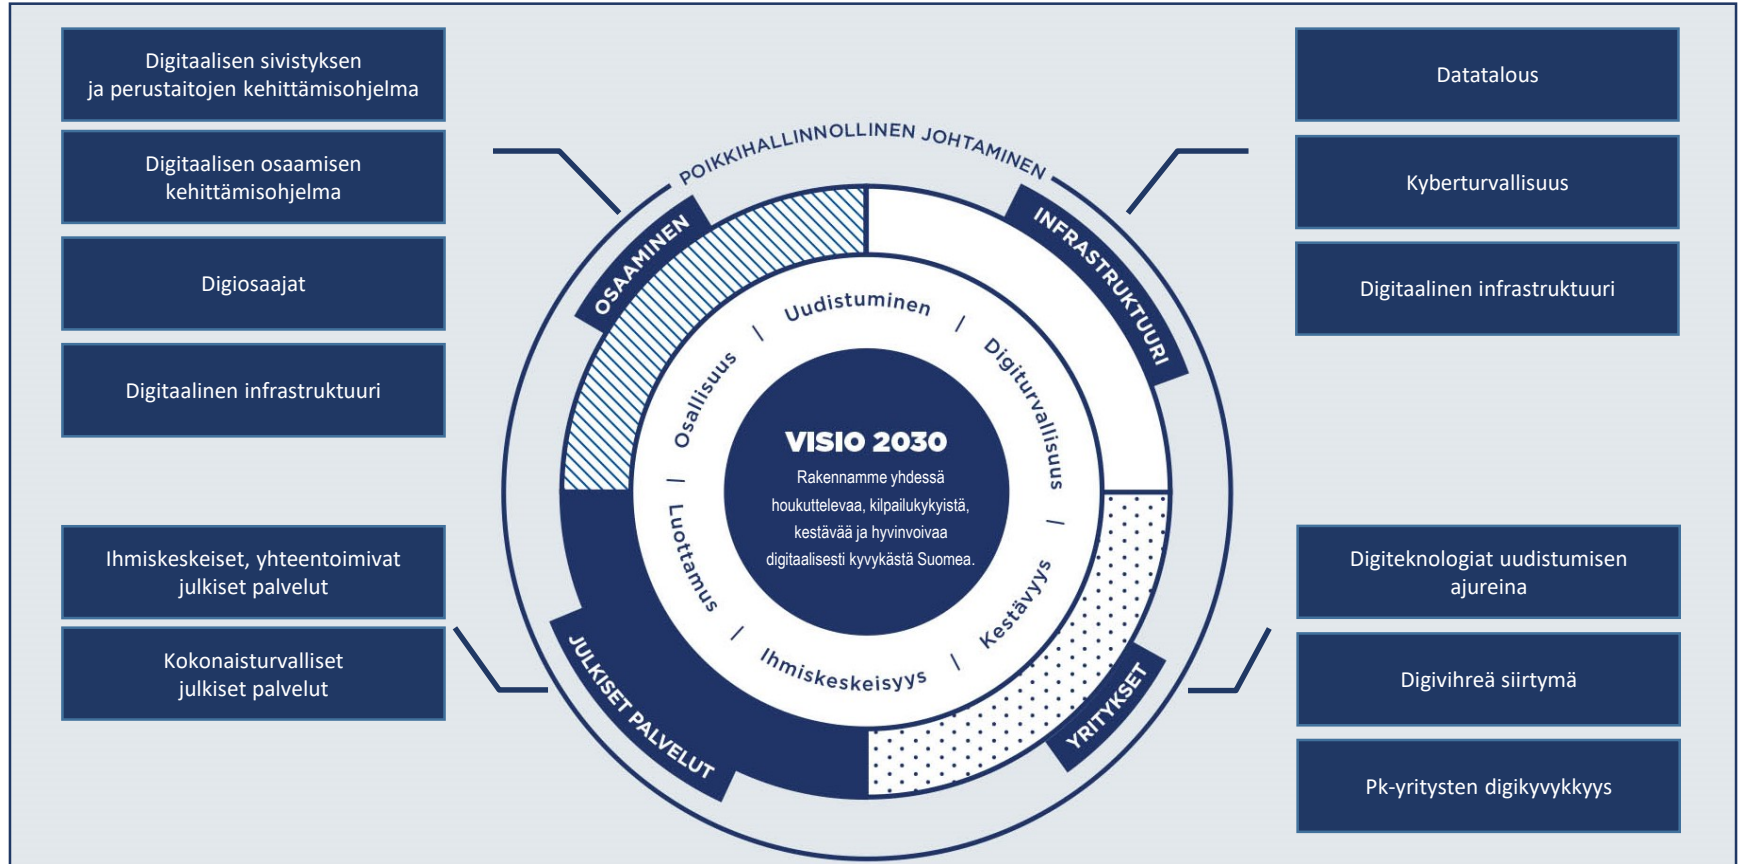 Digitaalisen sivistyksen
ja perustaitojen kehittämisohjelma
Digitaalisen osaamisen
kehittämisohjelma
Digiosaajat
Digitaalinen infrastruktuuri
Ihmiskeskeiset, yhteentoimivat
julkiset palvelut
Kokonaisturvalliset
julkiset palvelut
POIKKIHALLINNOLLINEN JOHTAMINEN
OSAAMINEN
INFRASTRUKTUURI
YRITYKSET
JULKISET PALVELUT
Uudistuminen |
Digiturvallisuus |
Kestävyys |
Ihmiskeskeisyys |
Luottamus |
Osallisuus |
VISIO 2030
Rakennamme yhdessä
houkuttelevaa, kilpailukykyistä,
kestävää ja hyvinvoivaa
digitaalisesti kyvykästä Suomea.
Datatalous
Kyberturvallisuus
Digitaalinen infrastruktuuri
Digiteknologiat uudistumisen
ajureina
Digivihreä siirtymä
Pk-yritysten digikyvykkyys